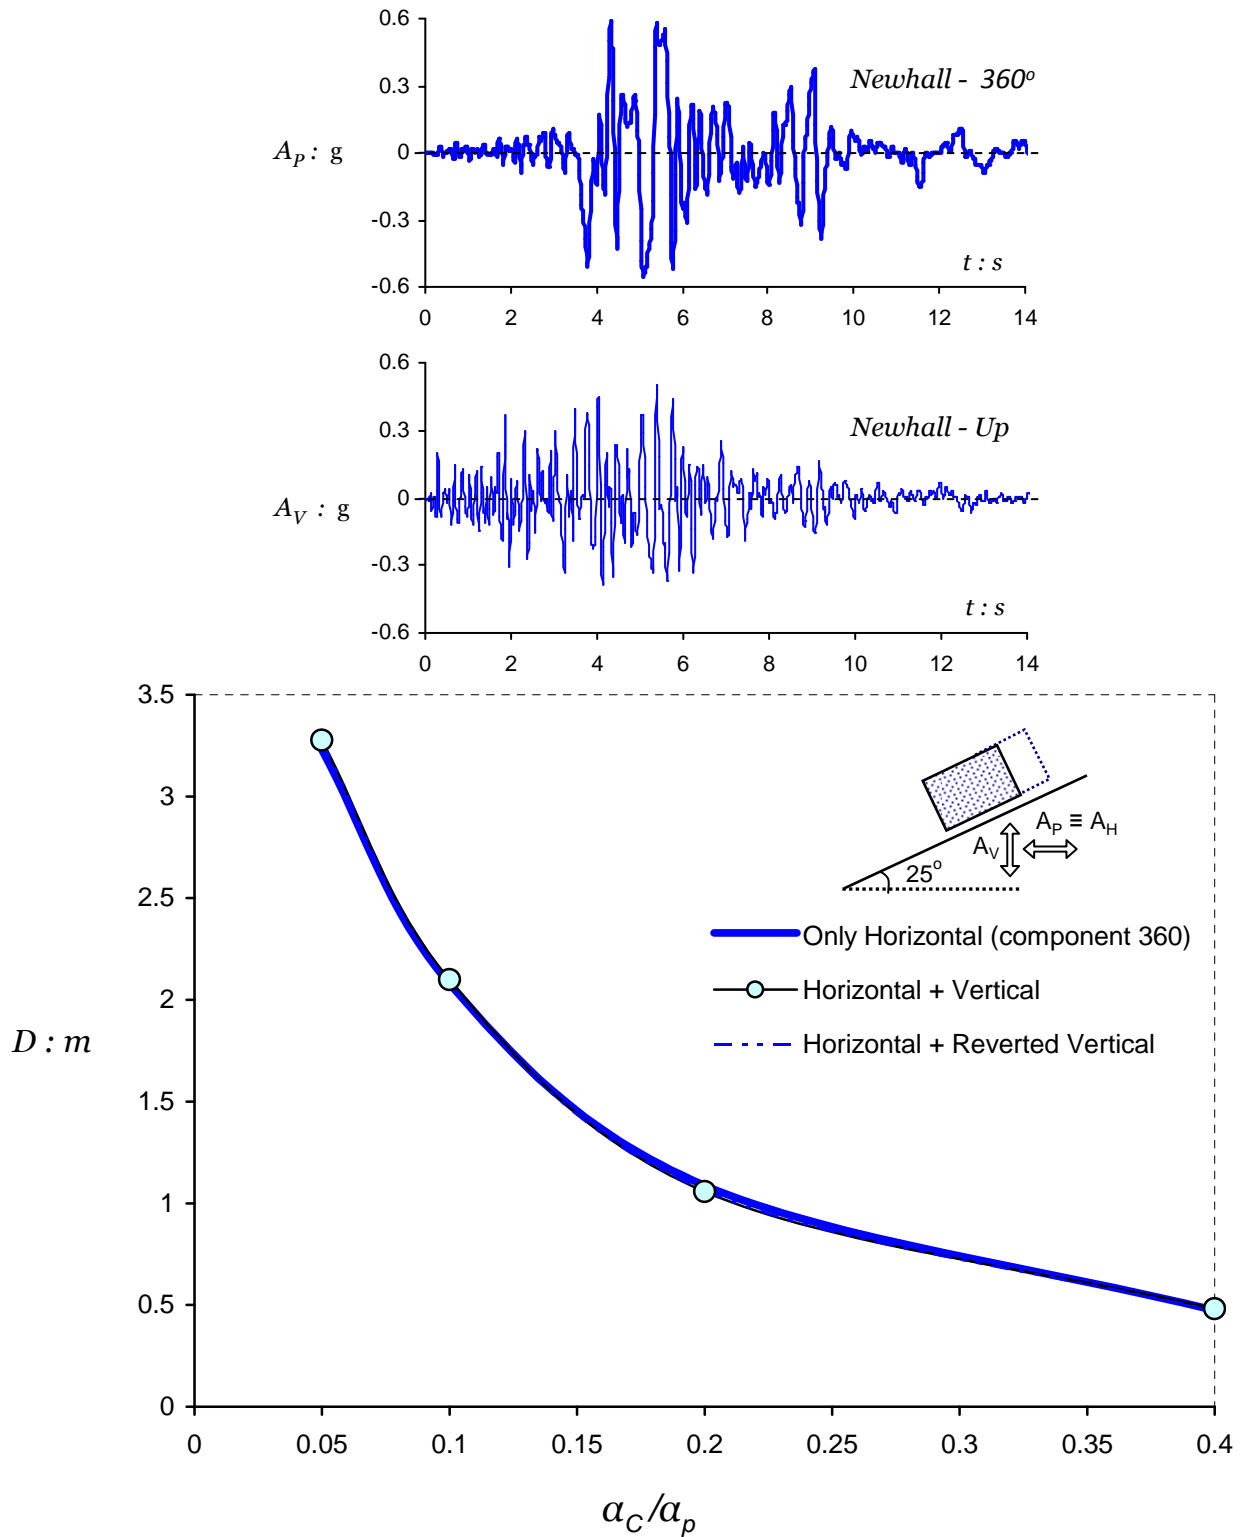 0.6
Newhall - 360º
0.3
A_P : g
0
-0.3
t : s
-0.6
0 2 4 6 8 10 12 14
0.6
Newhall - Up
0.3
A_V : g
0
-0.3
t : s
-0.6
0 2 4 6 8 10 12 14
3.5
3
A_P ≡ A_H
A_V
25º
2.5
Only Horizontal (component 360)
2
Horizontal + Vertical
D : m
Horizontal + Reverted Vertical
1.5
1
0.5
0
0 0.05 0.1 0.15 0.2 0.25 0.3 0.35 0.4
α_C/α_p